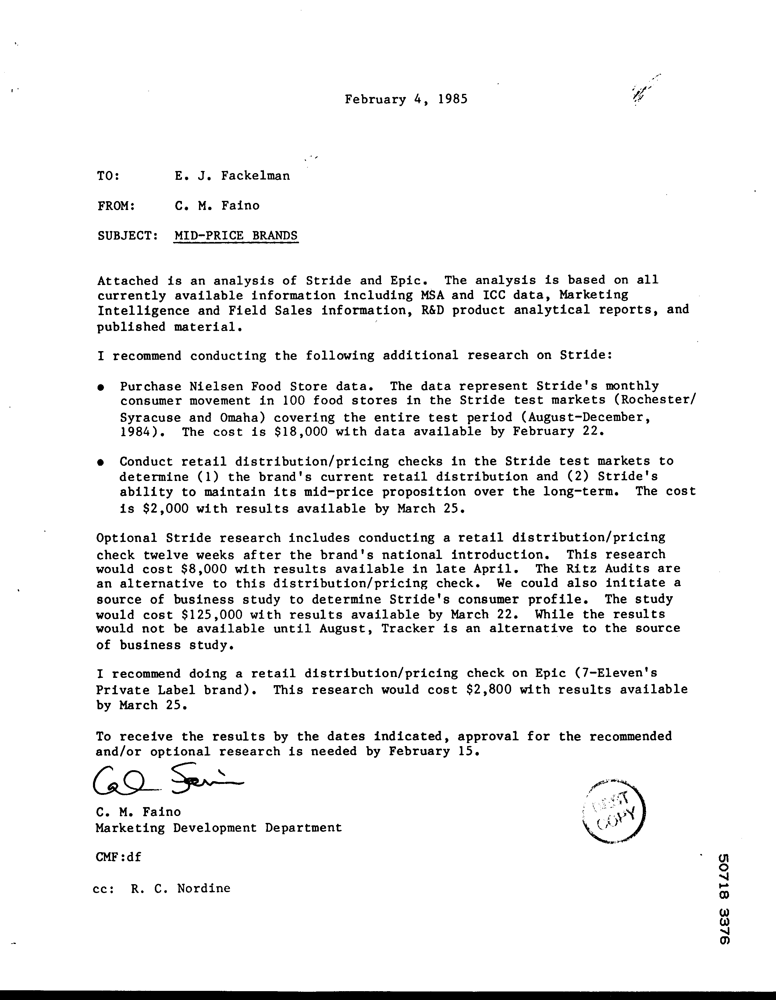 February 4, 1985
TO: E. J. Fackelman
FROM: C. M. Faino
SUBJECT: MID-PRICE BRANDS
Attached is an analysis of Stride and Epic. The analysis is based on all
currently available information including MSA and ICC data, Marketing
Intelligence and Field Sales information, R&D product analytical reports, and
published material.
I recommend conducting the following additional research on Stride:
● Purchase Nielsen Food Store data. The data represent Stride's monthly
consumer movement in 100 food stores in the Stride test markets (Rochester/
Syracuse and Omaha) covering the entire test period (August-December,
1984). The cost is $18,000 with data available by February 22.
● Conduct retail distribution/pricing checks in the Stride test markets to
determine (1) the brand's current retail distribution and (2) Stride's
ability to maintain its mid-price proposition over the long-term. The cost
is $2,000 with results available by March 25.
Optional Stride research includes conducting a retail distribution/pricing
check twelve weeks after the brand's national introduction. This research
would cost $8,000 with results available in late April. The Ritz Audits are
an alternative to this distribution/pricing check. We could also initiate a
source of business study to determine Stride's consumer profile. The study
would cost $125,000 with results available by March 22. While the results
would not be available until August, Tracker is an alternative to the source
of business study.
I recommend doing a retail distribution/pricing check on Epic (7-Eleven's
Private Label brand). This research would cost $2,800 with results available
by March 25.
To receive the results by the dates indicated, approval for the recommended
and/or optional research is needed by February 15.
C. M. Faino
Marketing Development Department
CMF:df
cc: R. C. Nordine
COPY
50718 3376